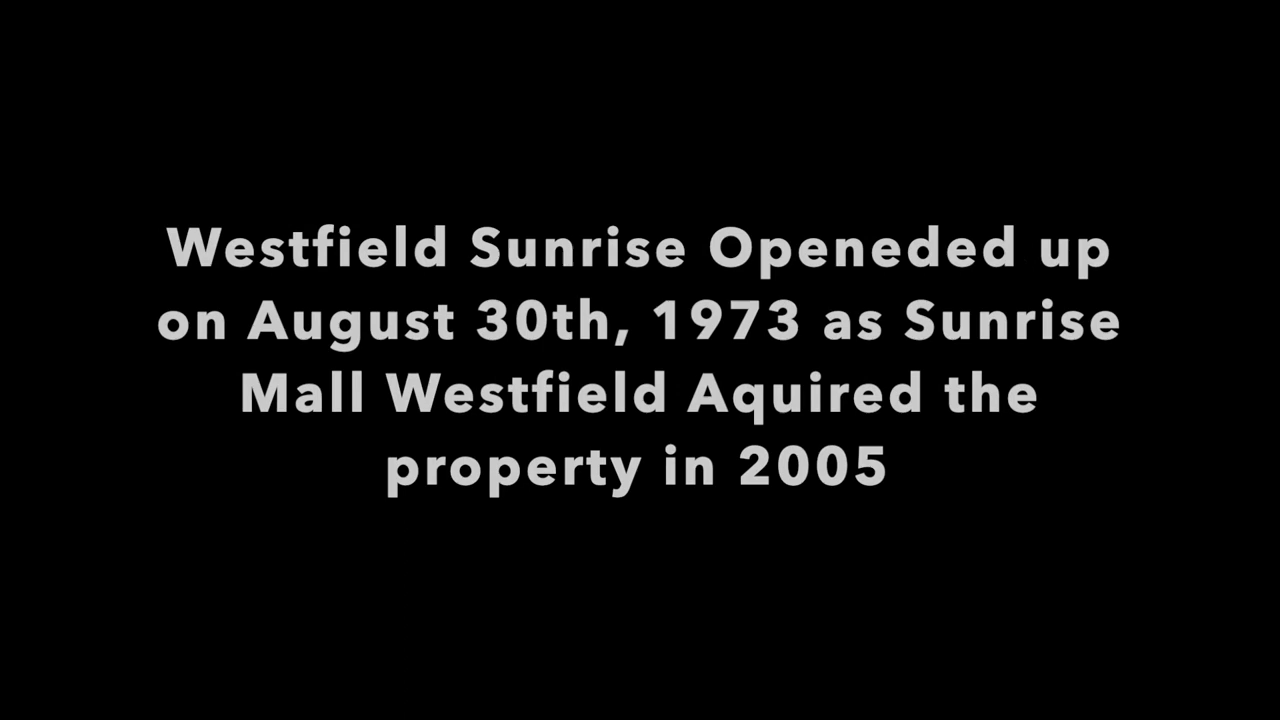 Westfield Sunrise Openeded up
on August 30th, 1973 as Sunrise
Mall Westfield Aquired the
property in 2005